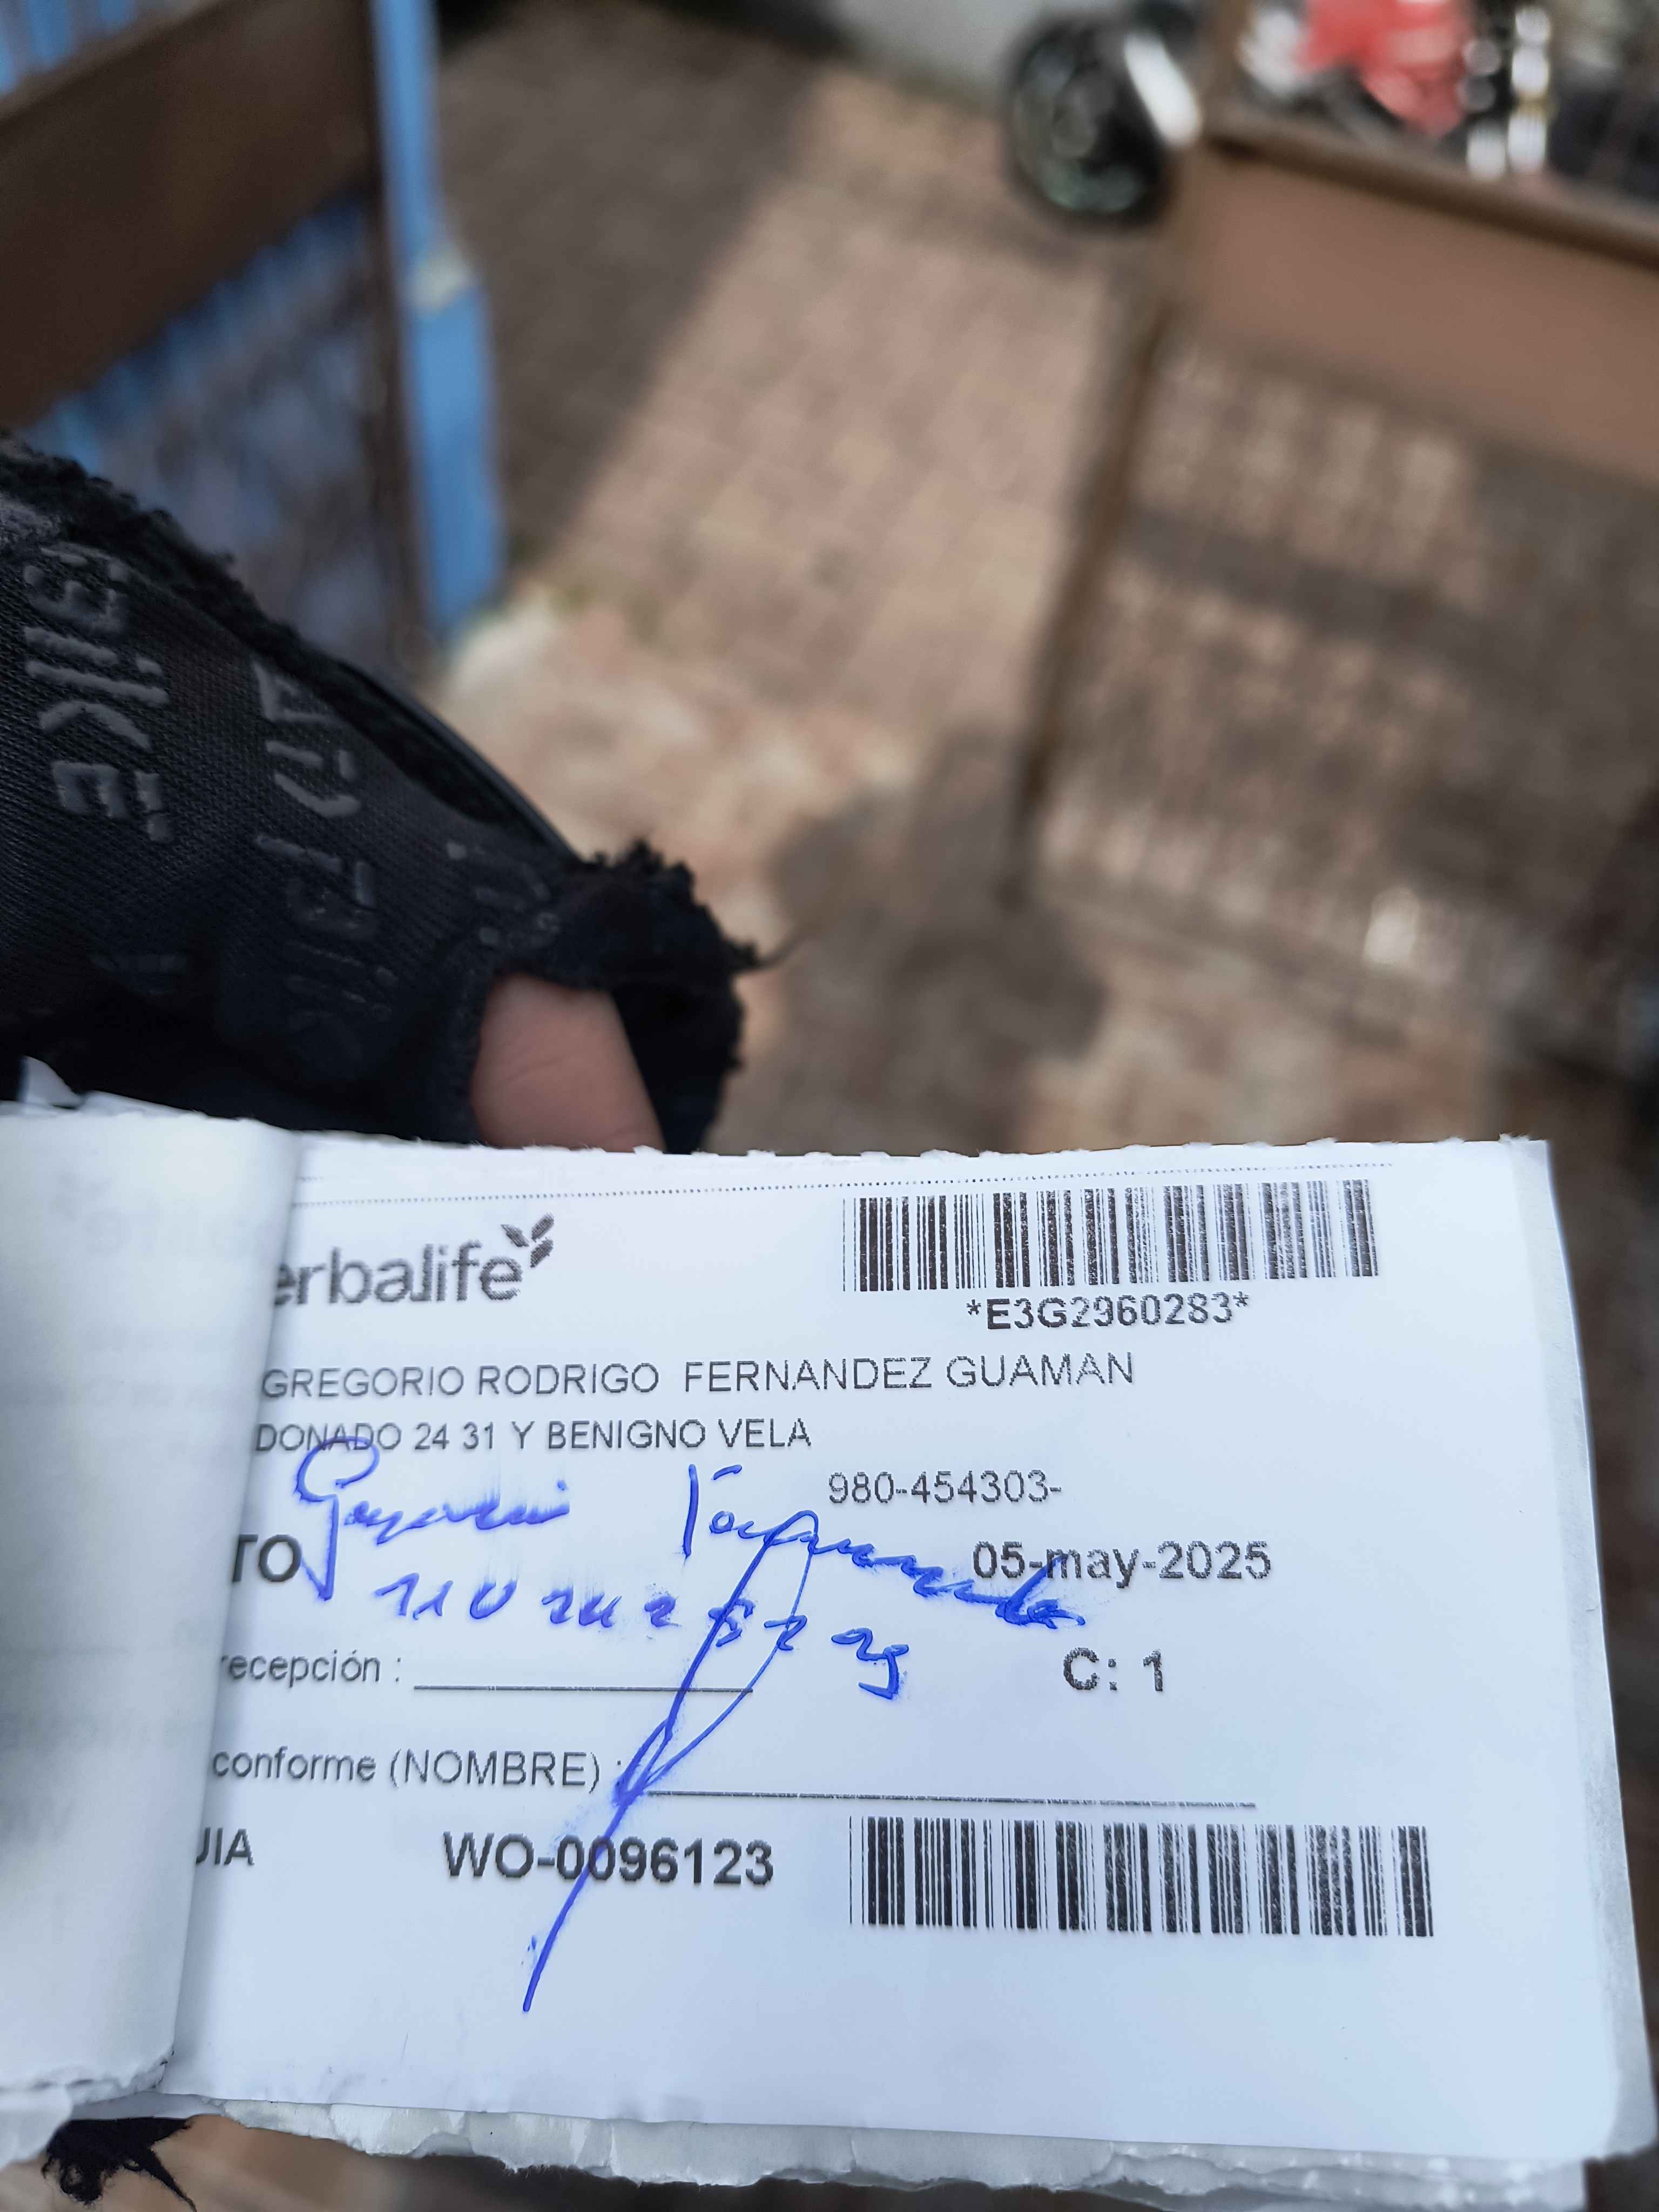 erbalife
*E3G2960283*
GREGORIO RODRIGO FERNANDEZ GUAMAN
DONADO 24 31 Y BENIGNO VELA
980-454303-
TO
05-may-2025
recepción :
C: 1
conforme (NOMBRE) :
UIA
WO-0096123